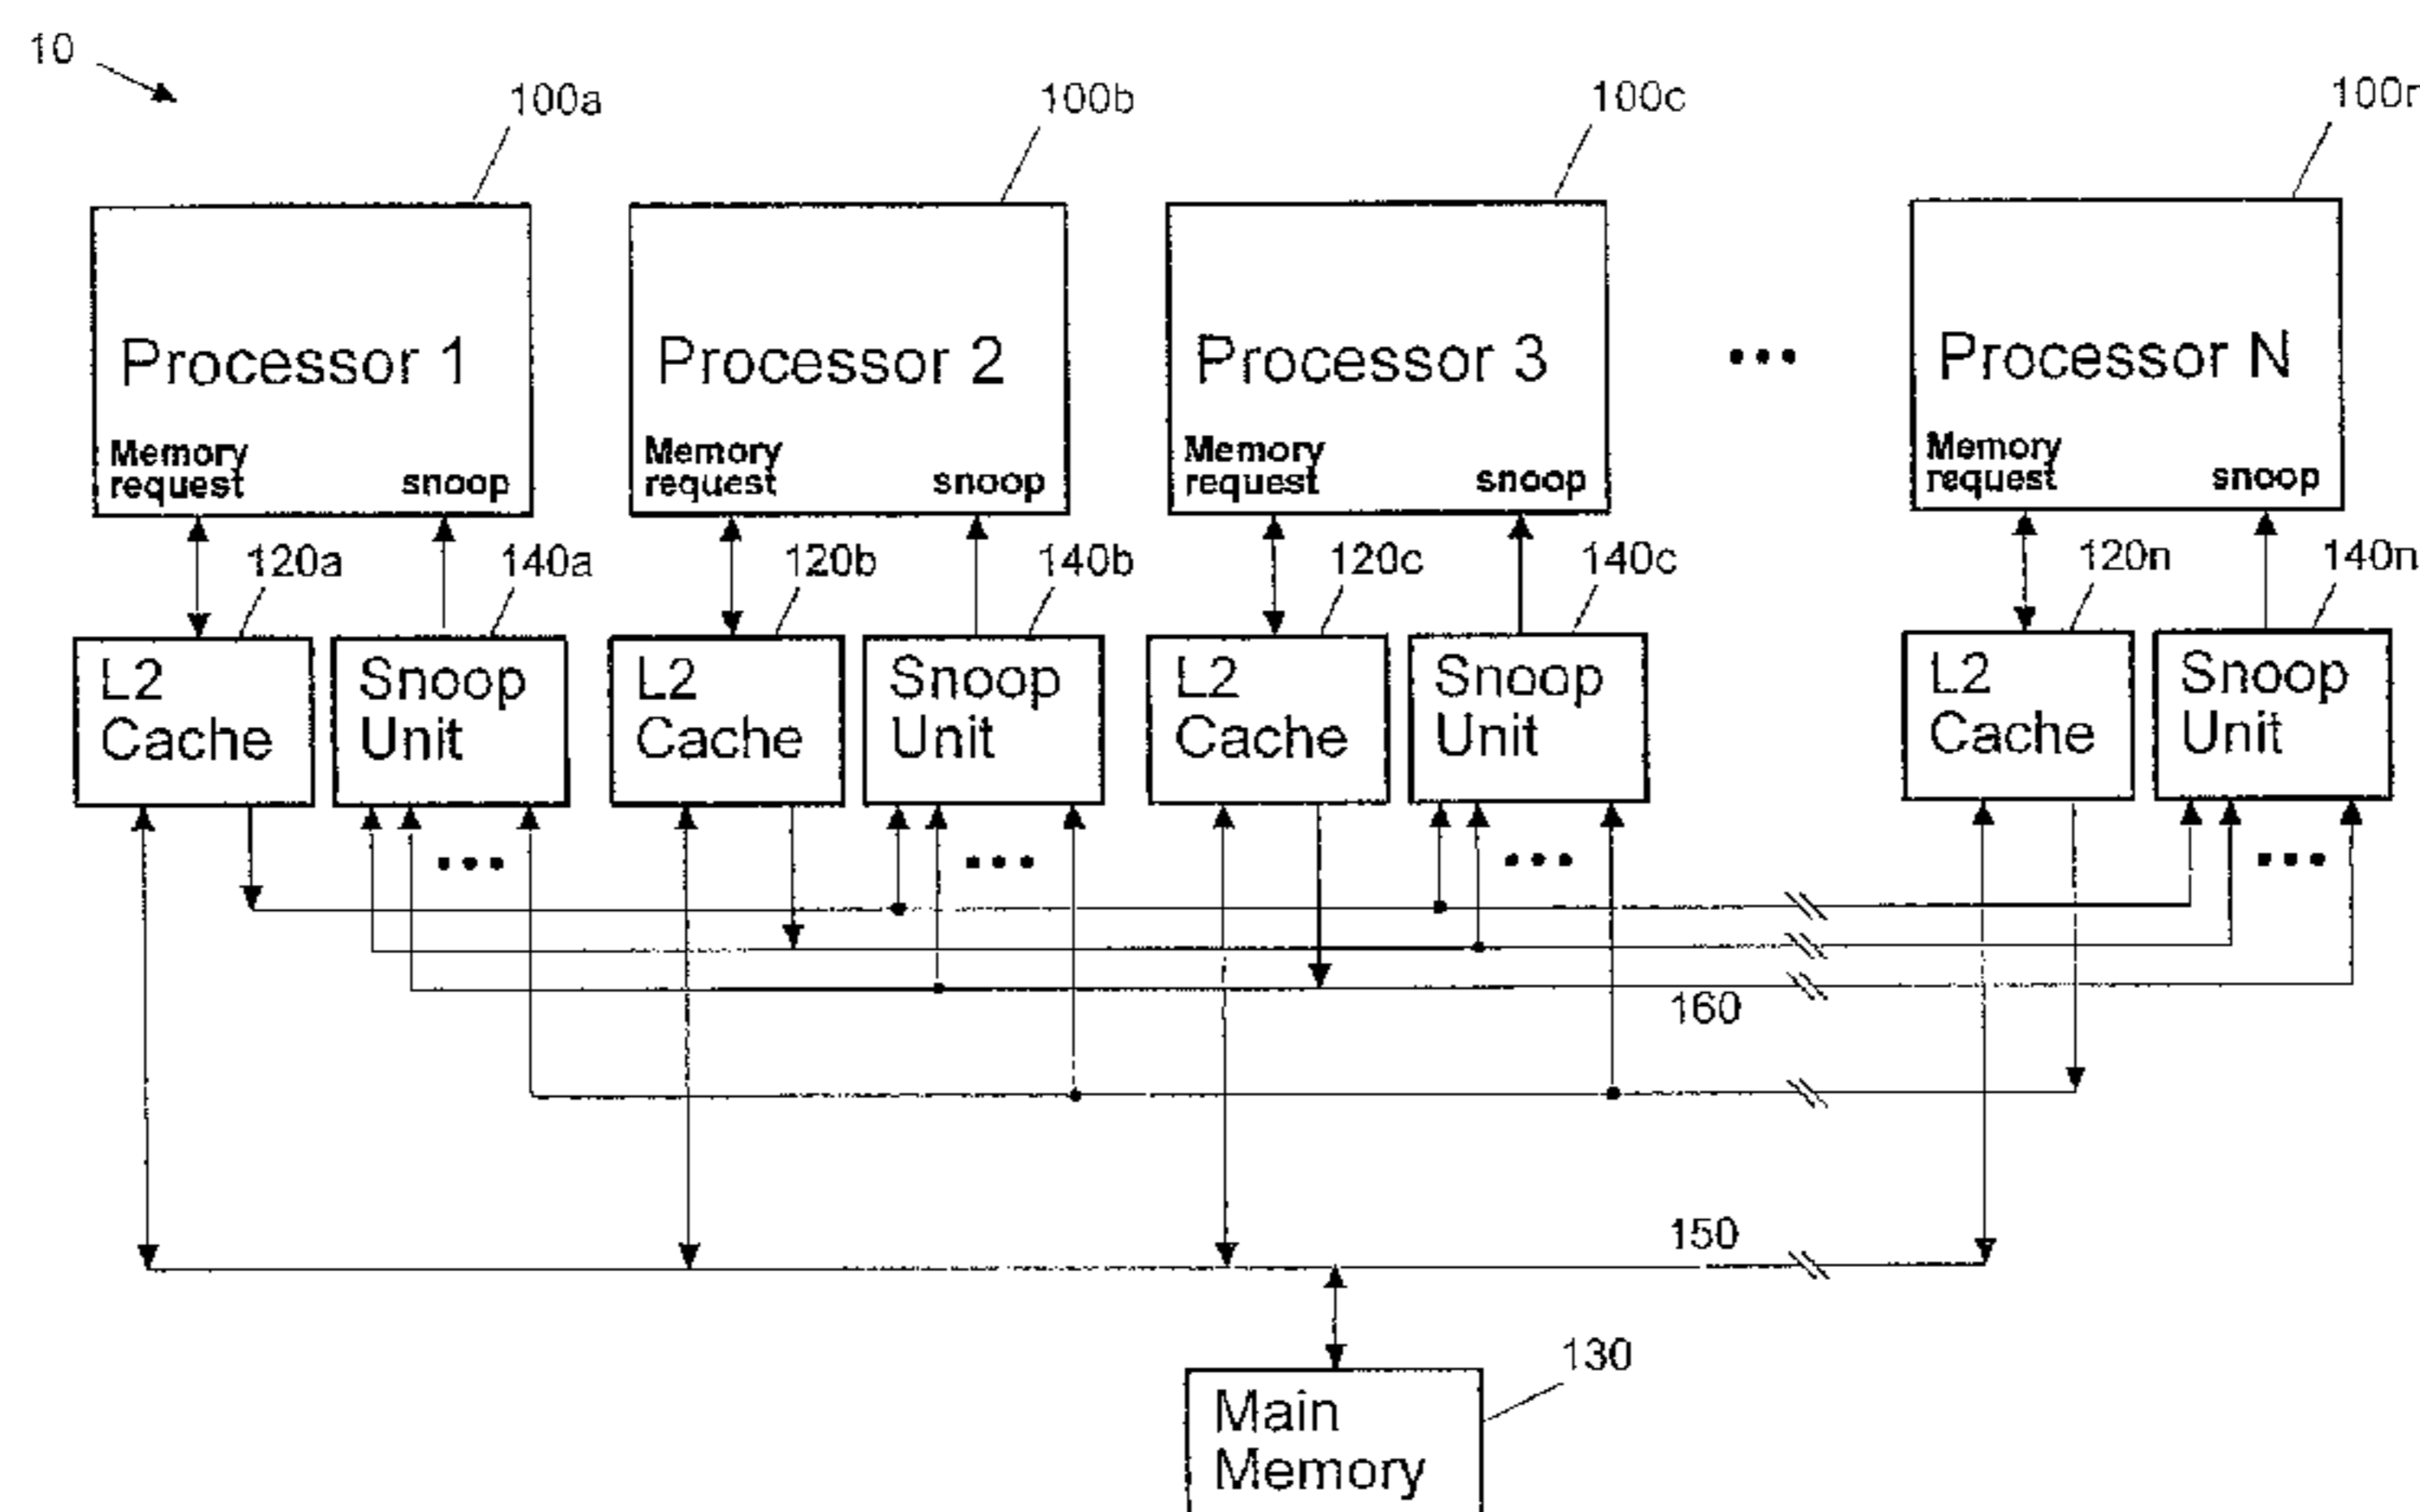 10
100a
100b
100c
100n
Processor 1
Processor 2
Processor 3
Processor N
Memory
request
snoop
Memory
request
snoop
Memory
request
snoop
Memory
request
snoop
120a
140a
120b
140b
120c
140c
120n
140n
L2
Cache
Snoop
Unit
L2
Cache
Snoop
Unit
L2
Cache
Snoop
Unit
L2
Cache
Snoop
Unit
160
150
130
Main
Memory